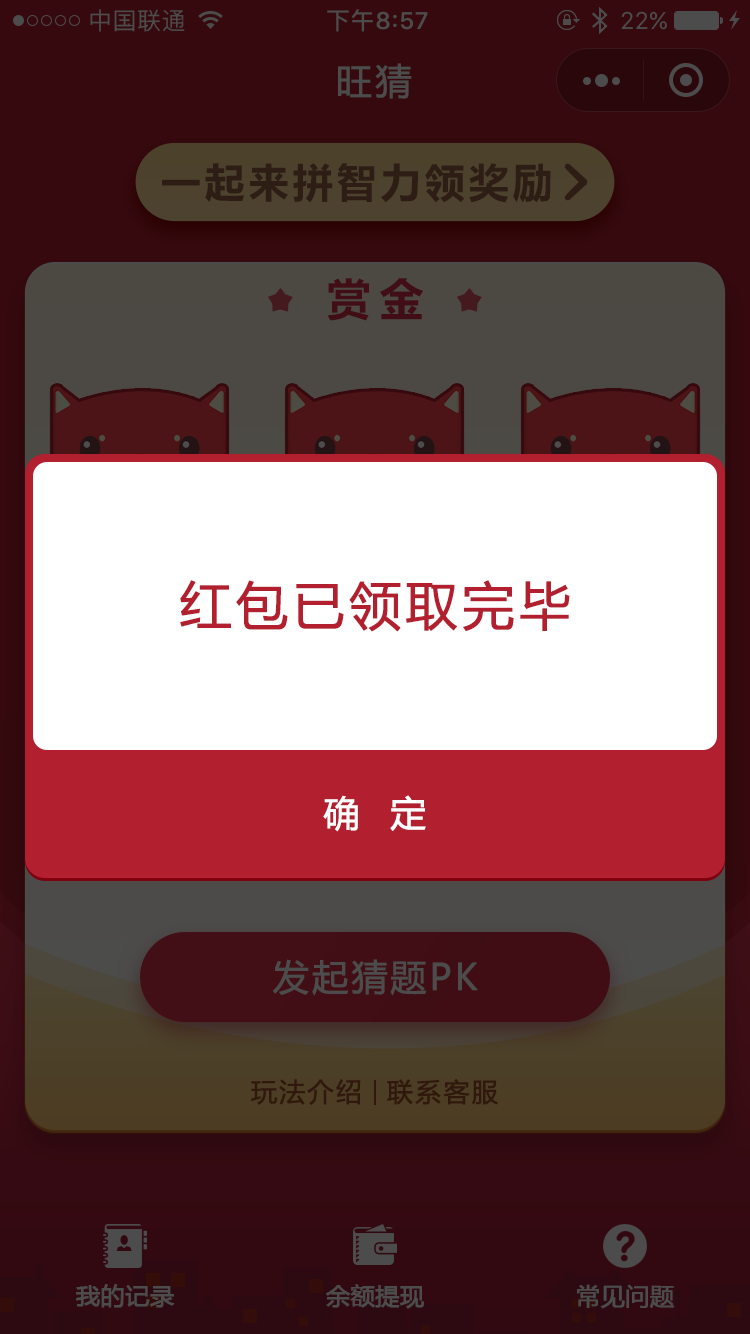 中国联通 下午8:57 22%
旺猜
一起来拼智力领奖励
赏金
红包已领取完毕
确 定
发起猜题PK
玩法介绍|联系客服
我的记录 余额提现 常见问题